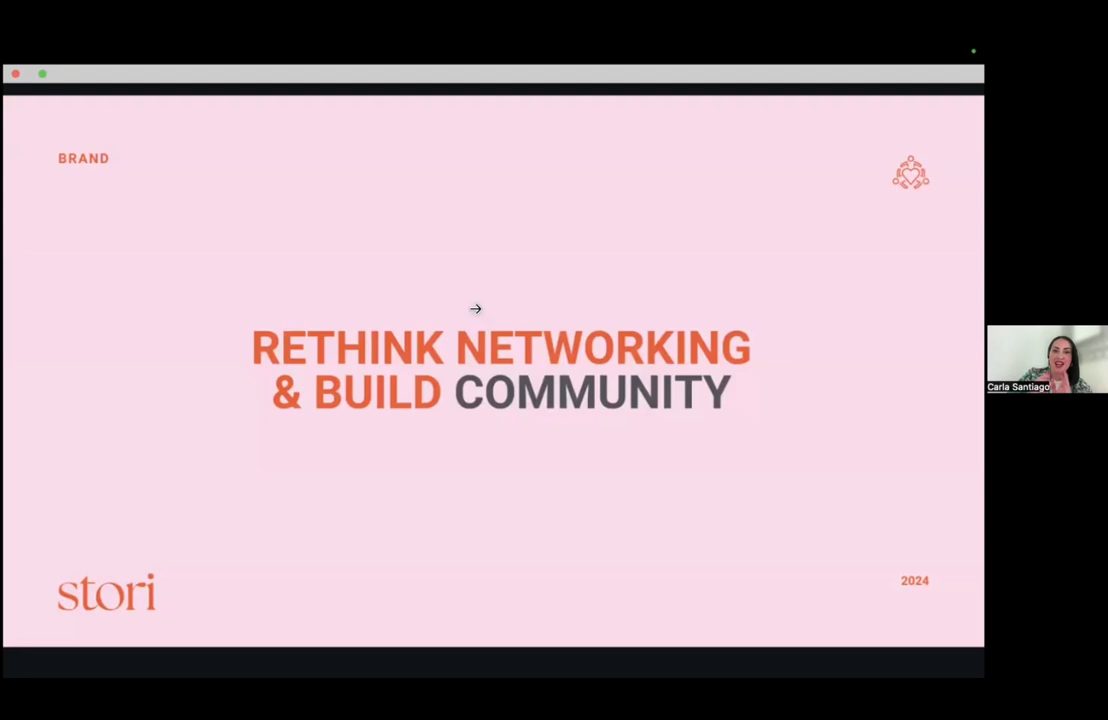 BRAND
RETHINK NETWORKING
& BUILD COMMUNITY
Carla Santiago
stori
2024